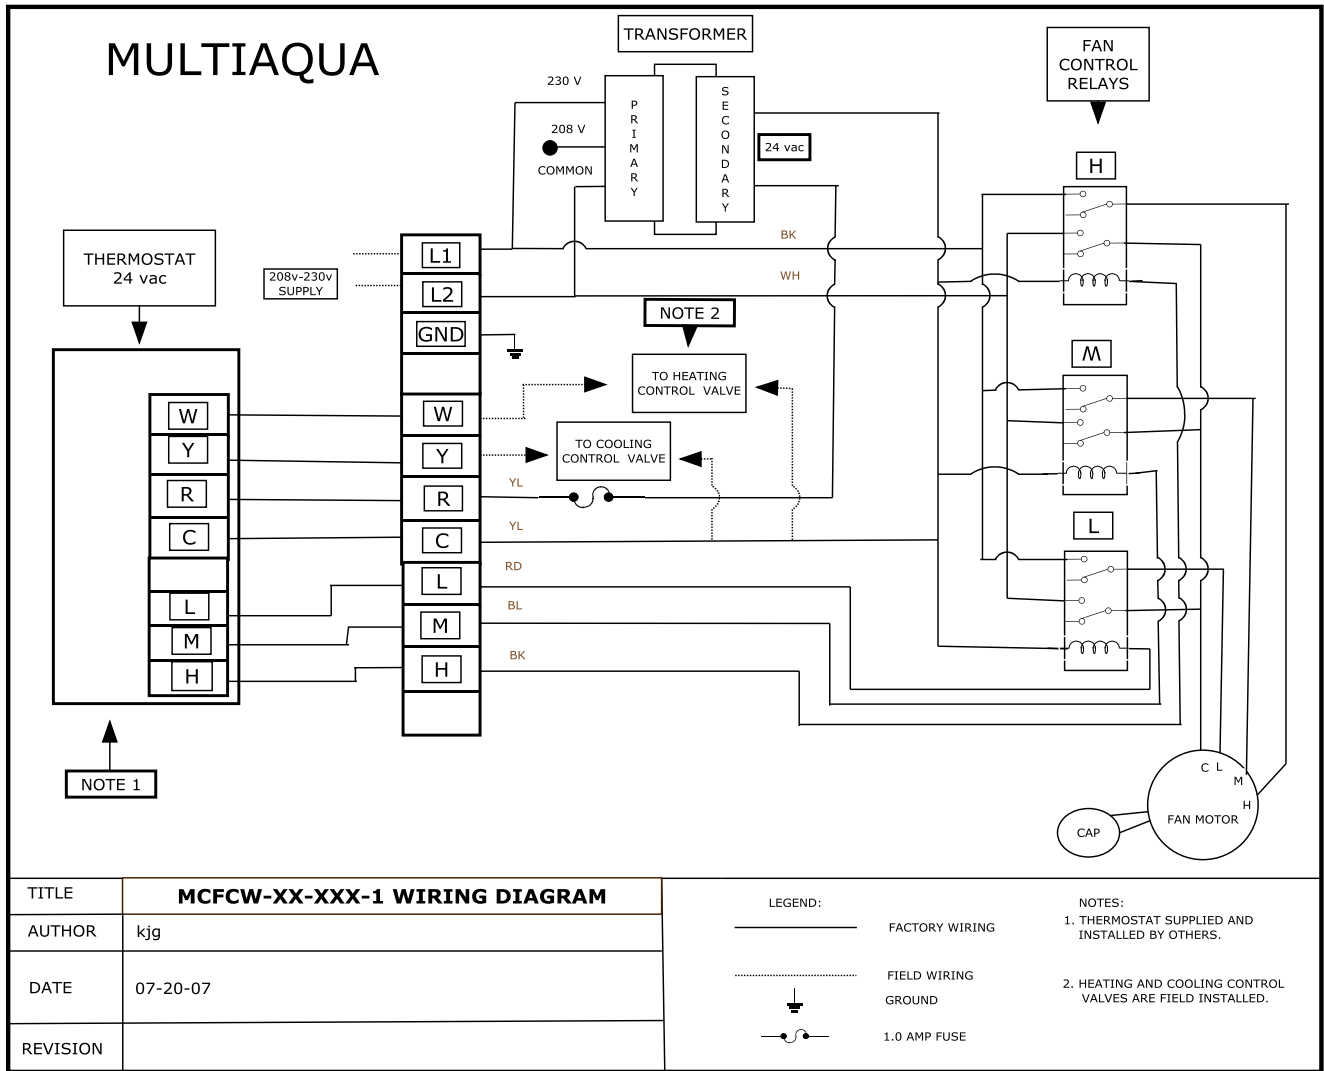 MULTIAQUA
TRANSFORMER
FAN
CONTROL
RELAYS
230 V
208 V
COMMON
PRIMARY
SECONDARY
24 vac
H
THERMOSTAT
24 vac
208v-230v
SUPPLY
L1
L2
GND
BK
WH
NOTE 2
TO HEATING
CONTROL VALVE
TO COOLING
CONTROL VALVE
M
L
W
Y
R
C
L
M
H
W
Y
R
C
L
M
H
YL
YL
RD
BL
BK
NOTE 1
C L
M
H
FAN MOTOR
CAP
TITLE
MCFCW-XX-XXX-1 WIRING DIAGRAM
AUTHOR
kjg
DATE
07-20-07
REVISION
LEGEND:
FACTORY WIRING
FIELD WIRING
GROUND
1.0 AMP FUSE
NOTES:
1. THERMOSTAT SUPPLIED AND
INSTALLED BY OTHERS.
2. HEATING AND COOLING CONTROL
VALVES ARE FIELD INSTALLED.